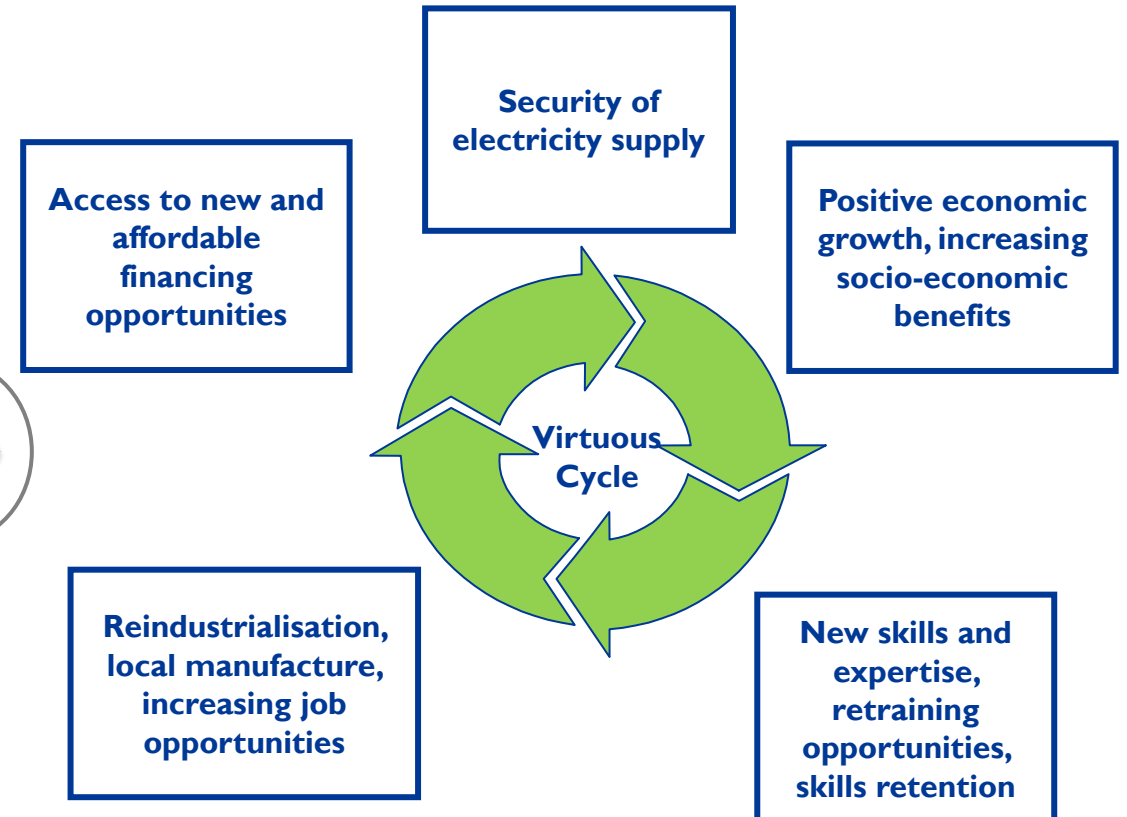 Security of
electricity supply
Access to new and
affordable
financing
opportunities
Positive economic
growth, increasing
socio-economic
benefits
Virtuous
Cycle
Reindustrialisation,
local manufacture,
increasing job
opportunities
New skills and
expertise,
retraining
opportunities,
skills retention